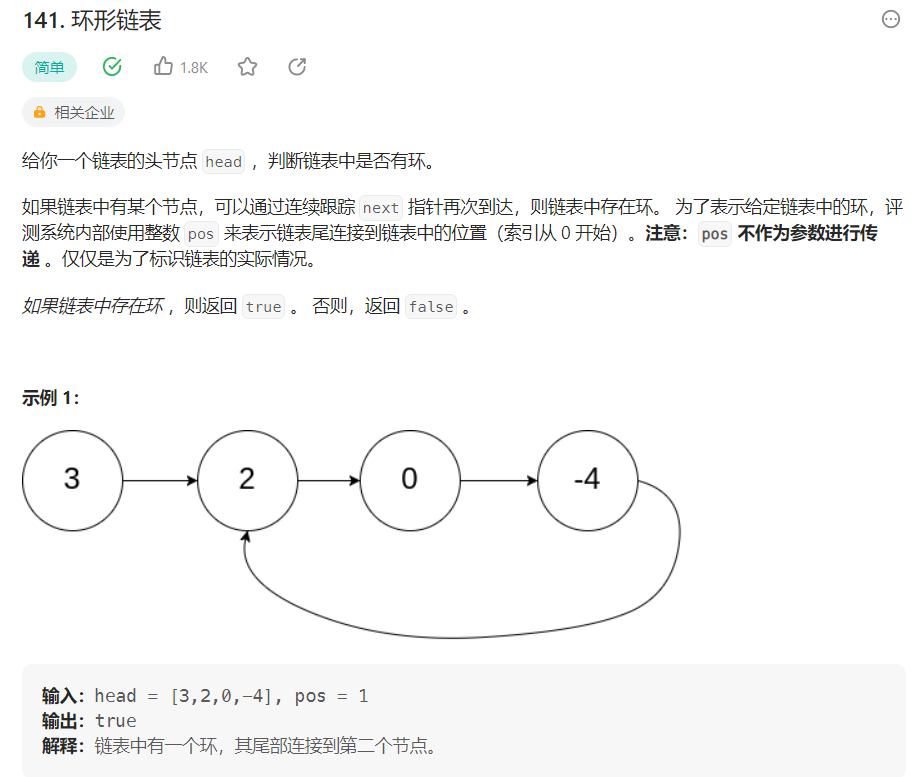 141. 环形链表
简单 1.8K
相关企业
给你一个链表的头节点 head ，判断链表中是否有环。
如果链表中有某个节点，可以通过连续跟踪 next 指针再次到达，则链表中存在环。 为了表示给定链表中的环，评
测系统内部使用整数 pos 来表示链表尾连接到链表中的位置（索引从 0 开始）。注意：pos 不作为参数进行传
递 。仅仅是为了标识链表的实际情况。
如果链表中存在环 ，则返回 true 。 否则，返回 false 。
示例 1：
3 2 0 -4
输入：head = [3,2,0,-4], pos = 1
输出：true
解释：链表中有一个环，其尾部连接到第二个节点。